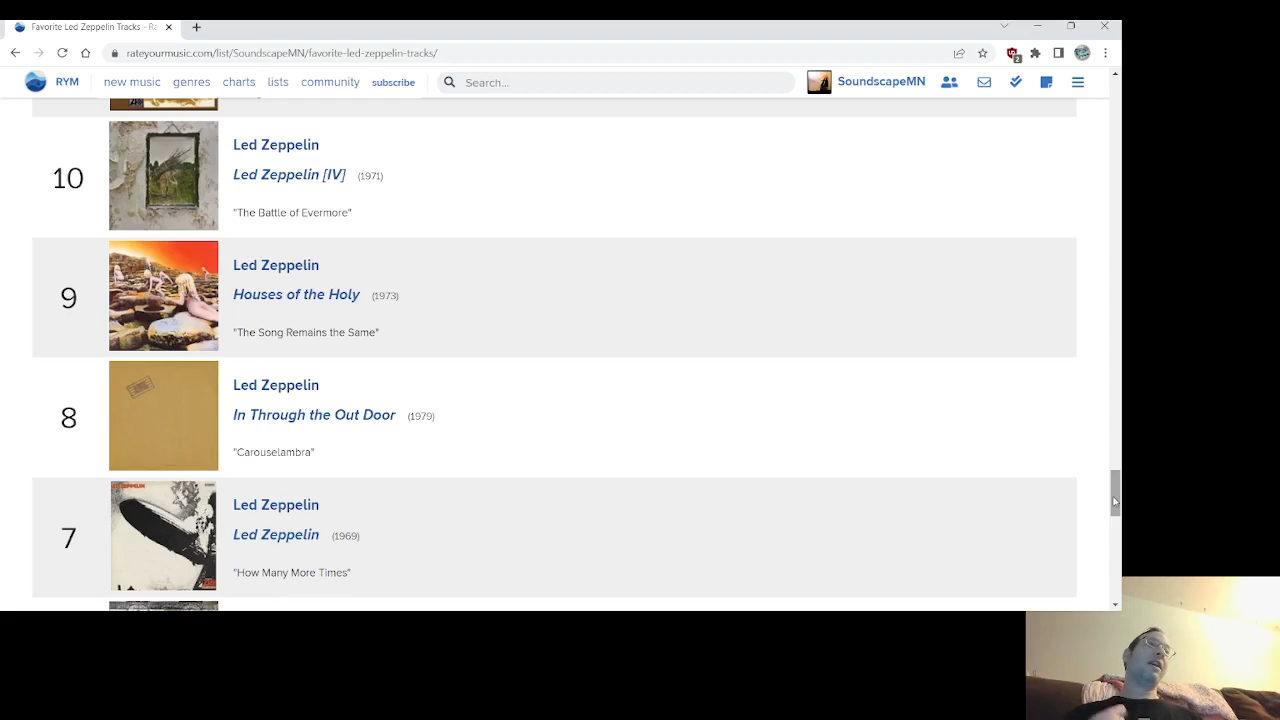 Favorite Led Zeppelin Tracks - Ra
rateyourmusic.com/list/SoundscapeMN/favorite-led-zeppelin-tracks/
2
RYM new music genres charts lists community subscribe Search... SoundscapeMN
10
Led Zeppelin
Led Zeppelin [IV] (1971)
"The Battle of Evermore"
9
Led Zeppelin
Houses of the Holy (1973)
"The Song Remains the Same"
8
Led Zeppelin
In Through the Out Door (1979)
"Carouselambra"
7
LED ZEPPELIN
Led Zeppelin
Led Zeppelin (1969)
"How Many More Times"